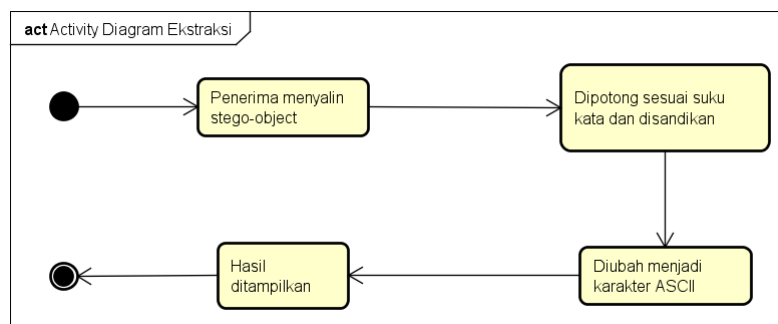 act Activity Diagram Ekstraksi
Penerima menyalin
stego-object
Dipotong sesuai suku
kata dan disandikan
Diubah menjadi
karakter ASCII
Hasil
ditampilkan